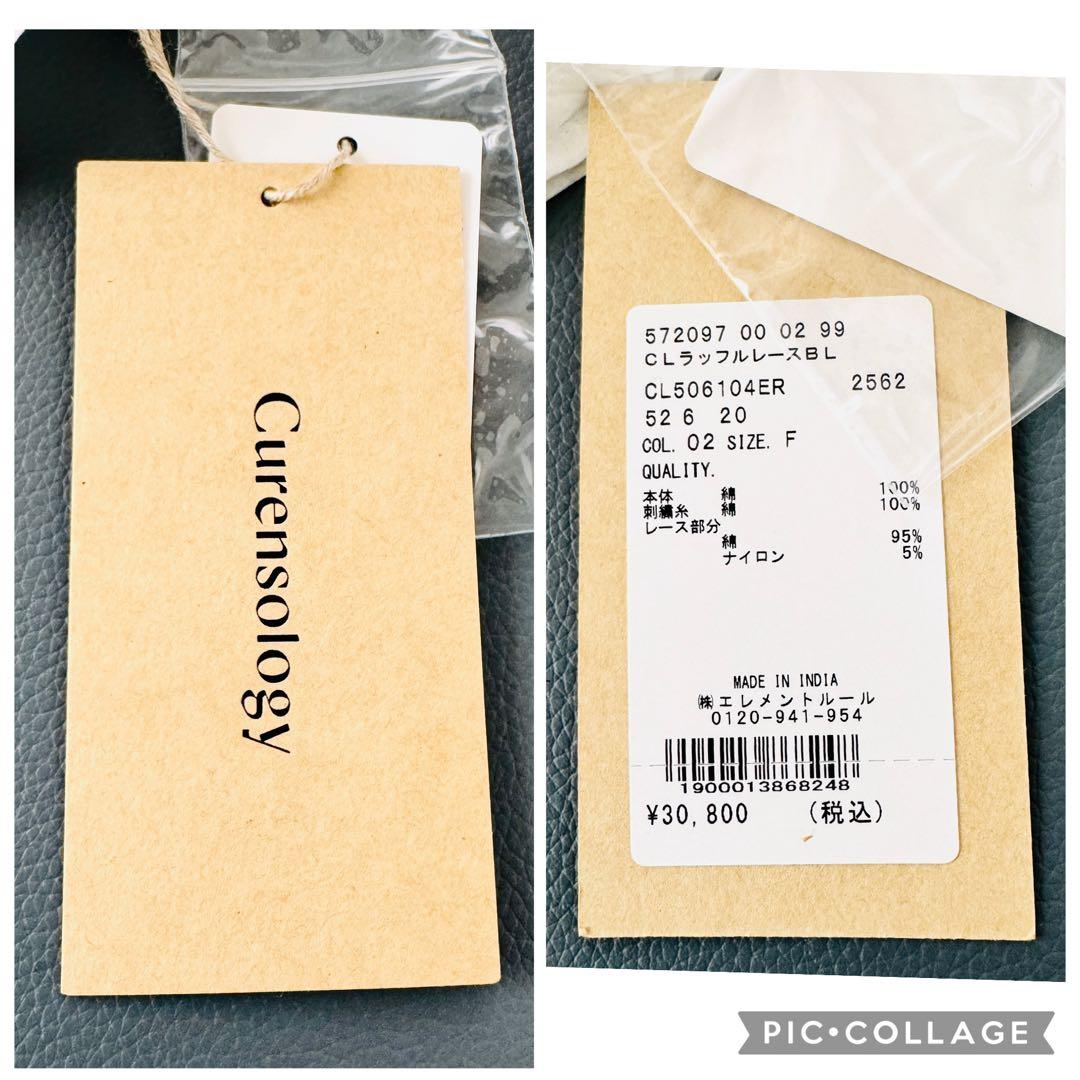 Curensology
572097 00 02 99
CLラッフルレースBL
CL506104ER 2562
52 6 20
COL. 02 SIZE. F
QUALITY.
本体 綿 100%
刺繍糸 綿 100%
レース部分
綿 95%
ナイロン 5%
MADE IN INDIA
㈱エレメントルール
0120-941-954
1900013868248
¥30,800 (税込)
PIC•COLLAGE